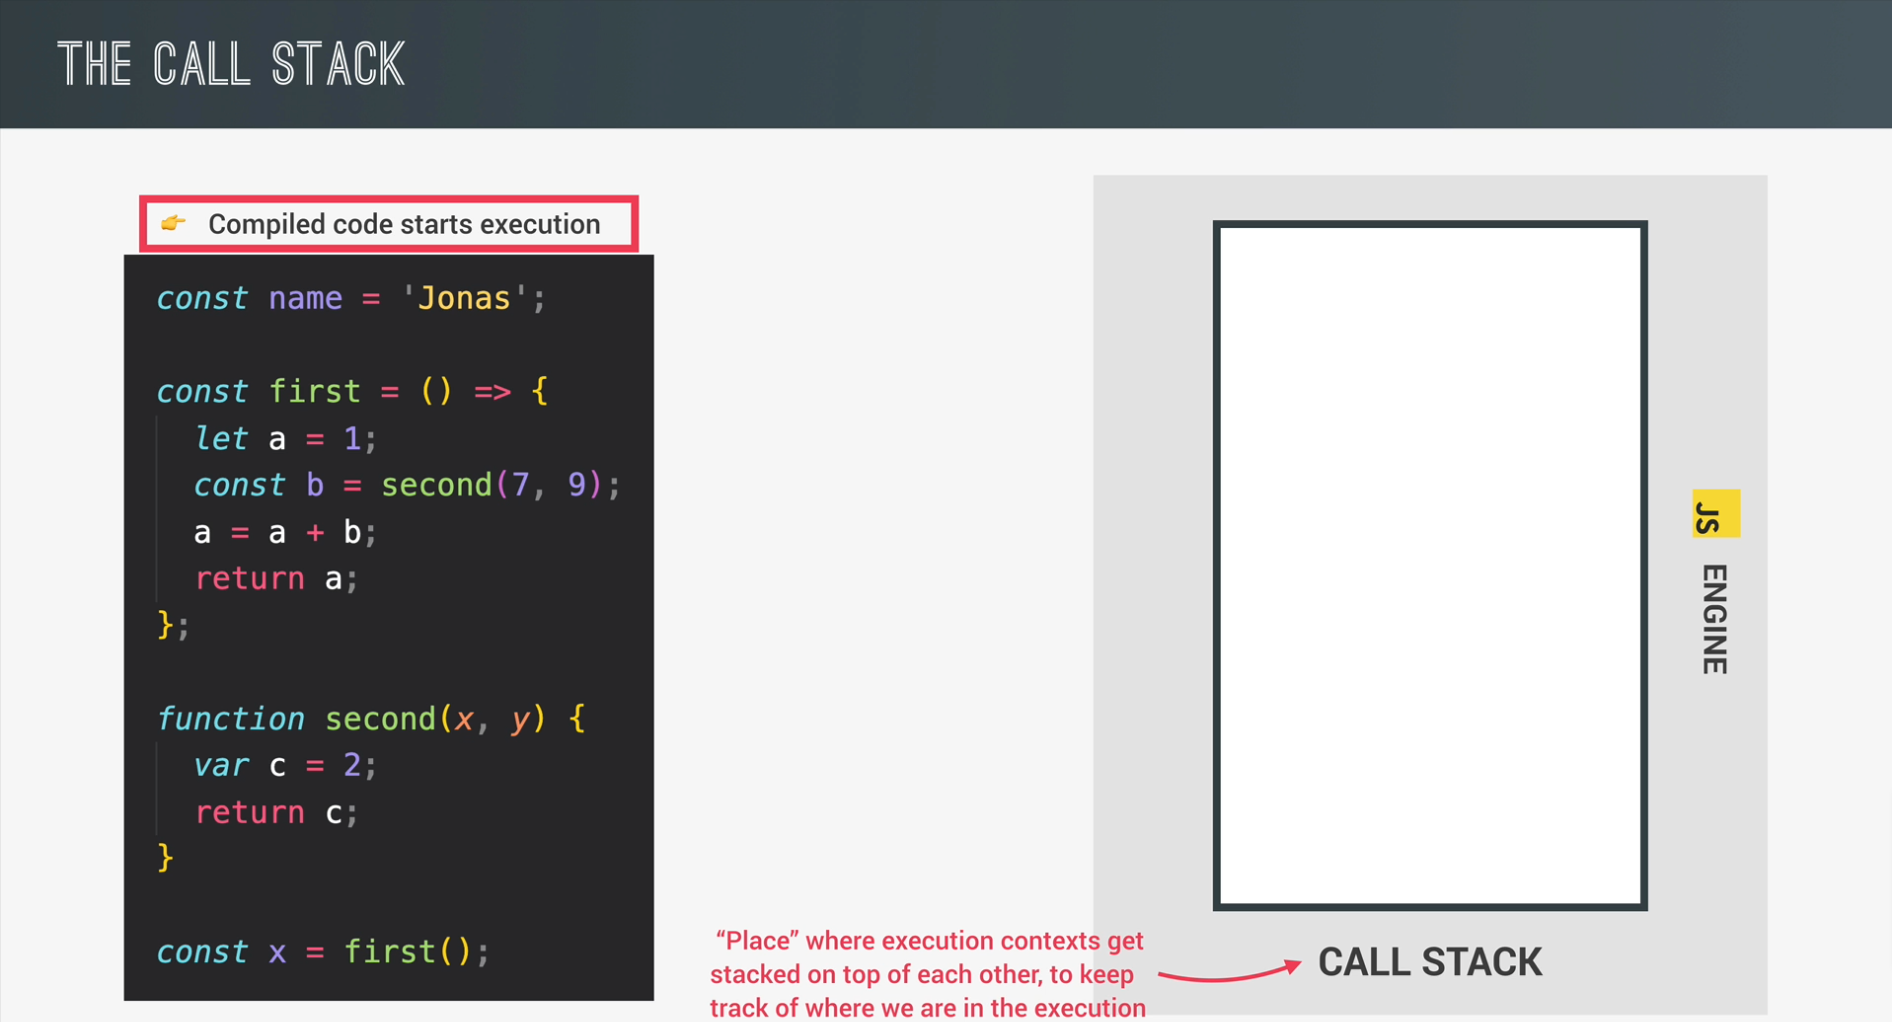 THE CALL STACK
👉 Compiled code starts execution
const name = 'Jonas';
const first = () => {
let a = 1;
const b = second(7, 9);
a = a + b;
return a;
};
function second(x, y) {
var c = 2;
return c;
}
const x = first();
“Place” where execution contexts get
stacked on top of each other, to keep
track of where we are in the execution
CALL STACK
JS ENGINE